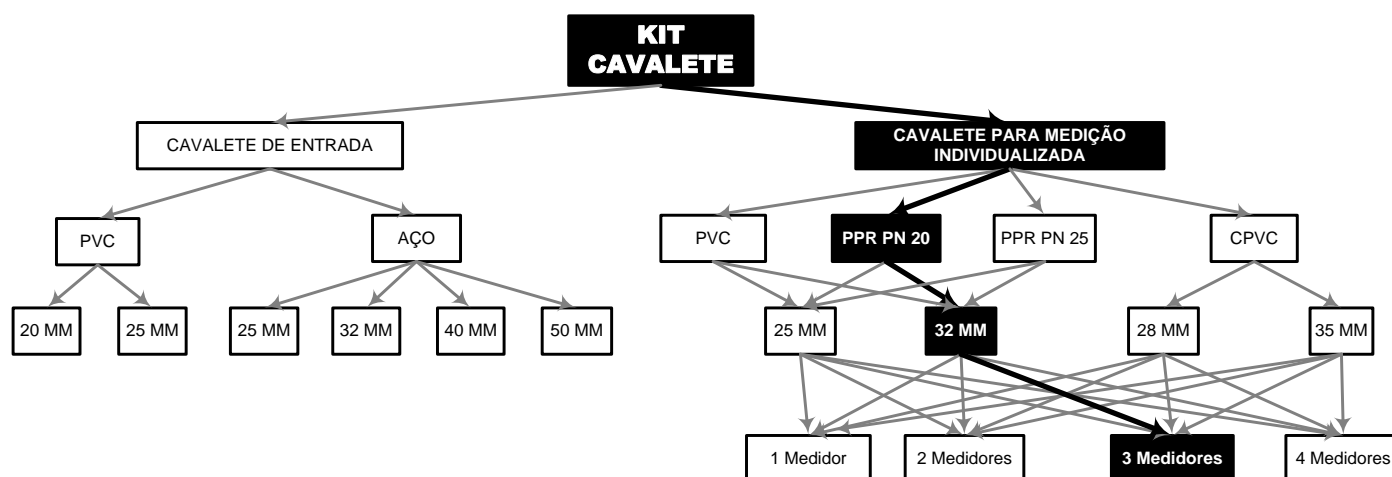 KIT
CAVALETE
CAVALETE DE ENTRADA
CAVALETE PARA MEDIÇÃO
INDIVIDUALIZADA
PVC
AÇO
PVC
PPR PN 20
PPR PN 25
CPVC
20 MM
25 MM
25 MM
32 MM
40 MM
50 MM
25 MM
32 MM
28 MM
35 MM
1 Medidor
2 Medidores
3 Medidores
4 Medidores